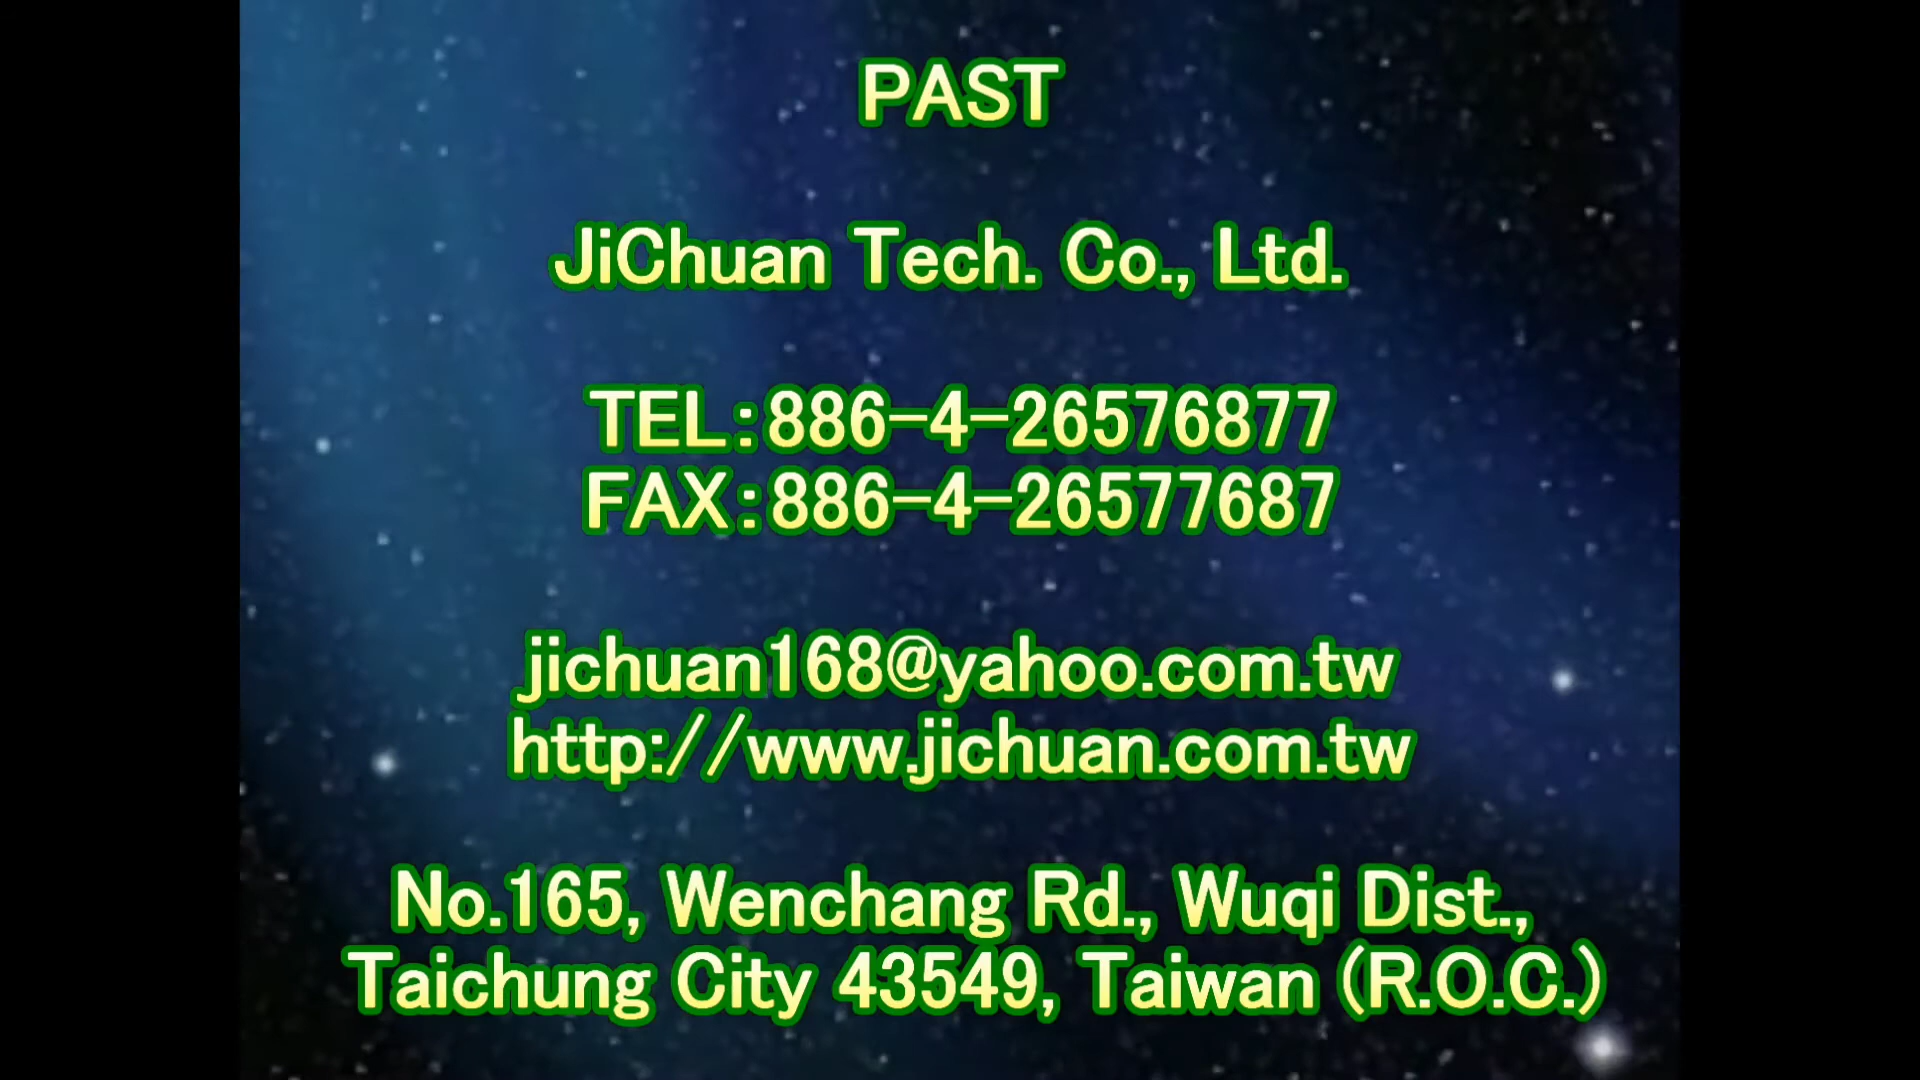 PAST
JiChuan Tech. Co., Ltd.
TEL:886-4-26576877
FAX:886-4-26577687
jichuan168@yahoo.com.tw
http://www.jichuan.com.tw
No.165, Wenchang Rd., Wuqi Dist.,
Taichung City 43549, Taiwan (R.O.C.)